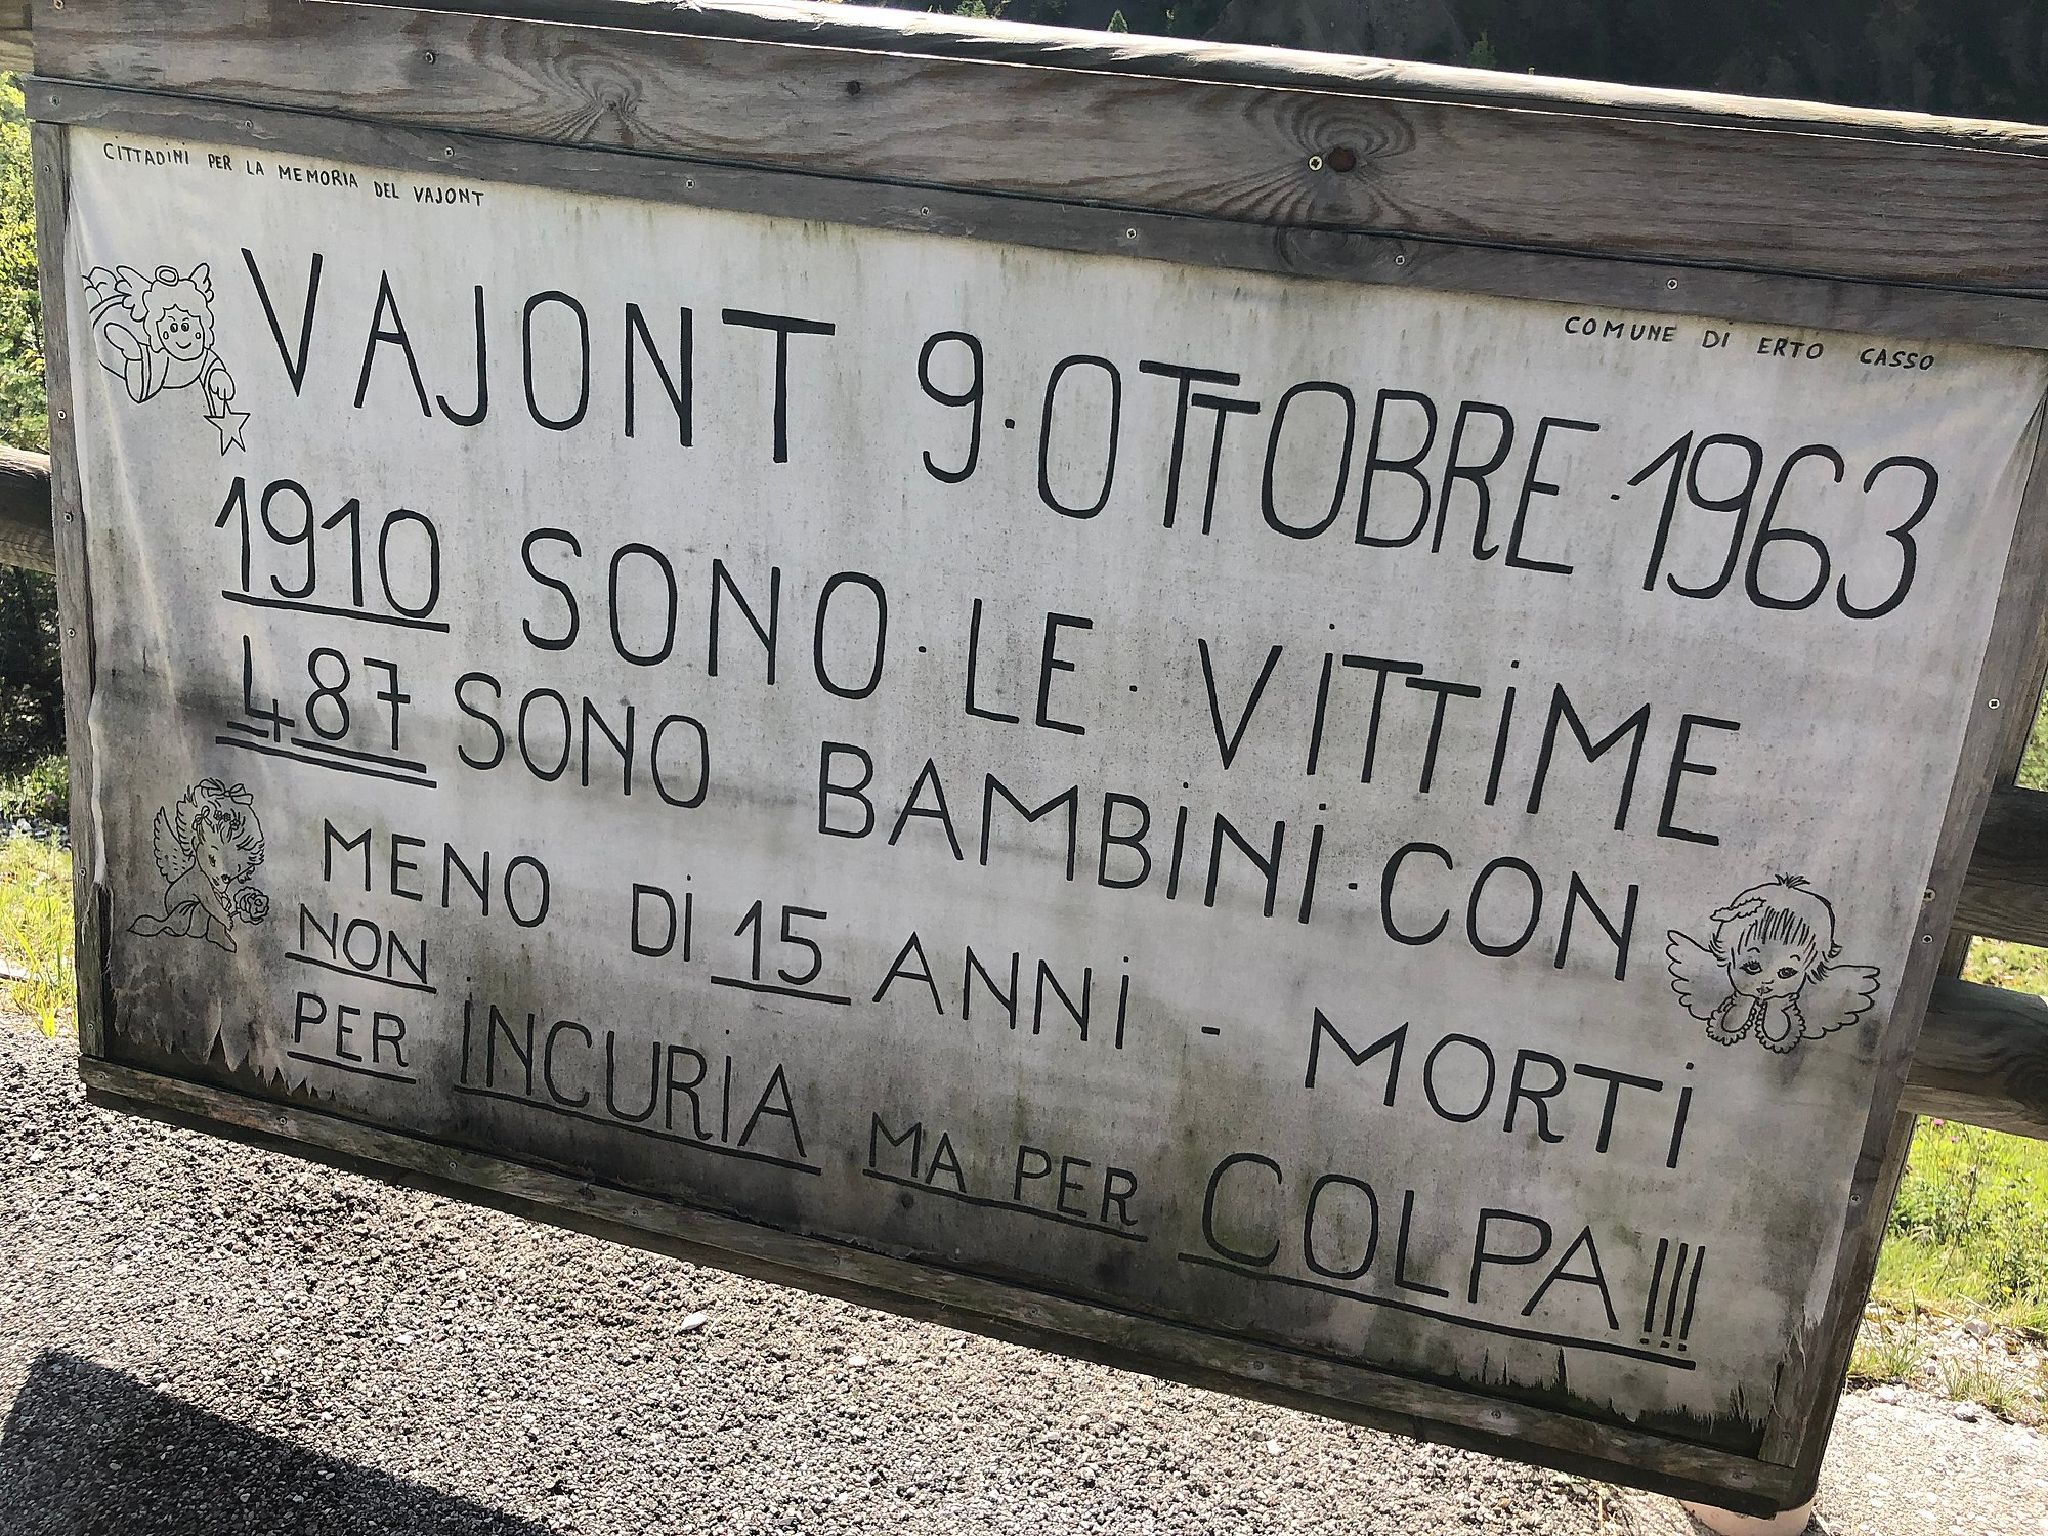 CITTADINI PER LA MEMORIA DEL VAJONT
COMUNE DI ERTO CASSO
VAJONT 9·OTTOBRE·1963
1910 SONO·LE·VITTIME
487 SONO BAMBINI·CON
MENO DI 15 ANNI - MORTI
NON
PER INCURIA MA PER COLPA!!!